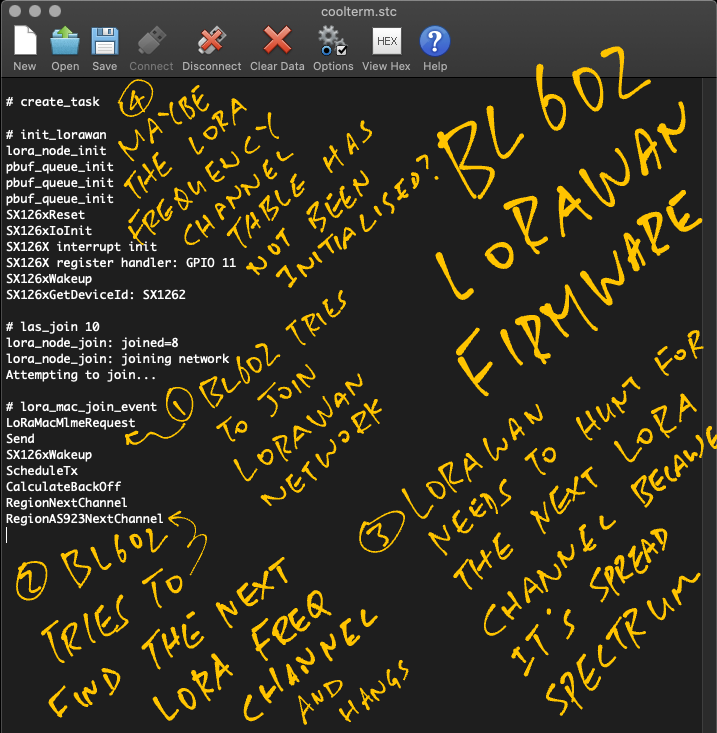 coolterm.stc
New Open Save Connect Disconnect Clear Data Options View Hex Help
HEX
?
# create_task
# init_lorawan
lora_node_init
pbuf_queue_init
pbuf_queue_init
pbuf_queue_init
SX126xReset
SX126xIoInit
SX126X interrupt init
SX126X register handler: GPIO 11
SX126xWakeup
SX126xGetDeviceId: SX1262
# las_join 10
lora_node_join: joined=8
lora_node_join: joining network
Attempting to join...
# lora_mac_join_event
LoRaMacMlmeRequest
Send
SX126xWakeup
ScheduleTx
CalculateBackOff
RegionNextChannel
RegionAS923NextChannel
BL602
LORAWAN
FIRMWARE
1 BL602 TRIES
TO JOIN
LORAWAN
NETWORK
2 BL602
TRIES TO
FIND THE NEXT
LORA FREQ
CHANNEL
AND
HANGS
3 LORAWAN
NEEDS TO HUNT FOR
THE NEXT LORA
CHANNEL BECAUSE
IT'S SPREAD
SPECTRUM
4 MAYBE
THE LORA
FREQUENCY
CHANNEL
TABLE HAS
NOT BEEN
INITIALISED?